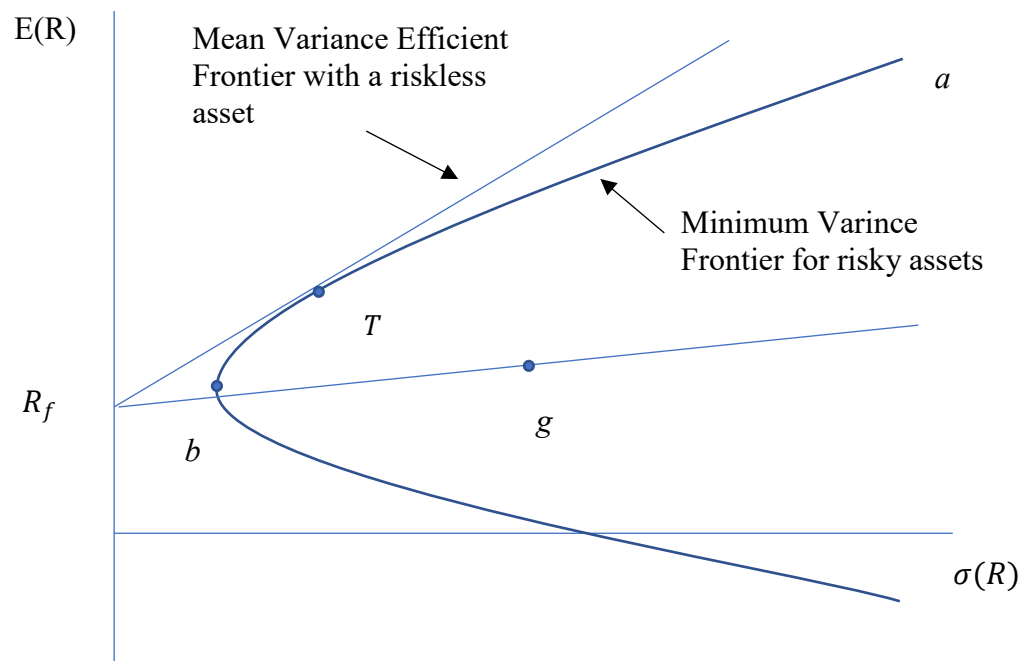 E(R)
Mean Variance Efficient
Frontier with a riskless
asset
a
Minimum Varince
Frontier for risky assets
T
R_f
g
b
σ(R)